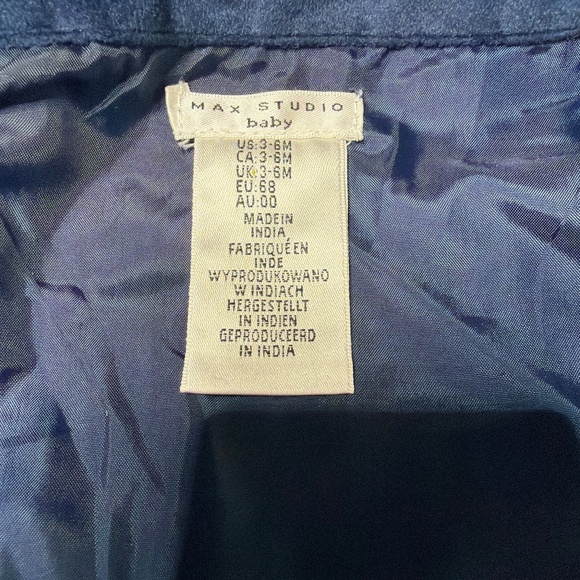 MAX STUDIO
baby
US:3-6M
CA:3-6M
UK:3-6M
EU:68
AU:00
MADEIN
INDIA
FABRIQUÉEN
INDE
WYPRODUKOWANO
W INDIACH
HERGESTELLT
IN INDIEN
GEPRODUCEERD
IN INDIA